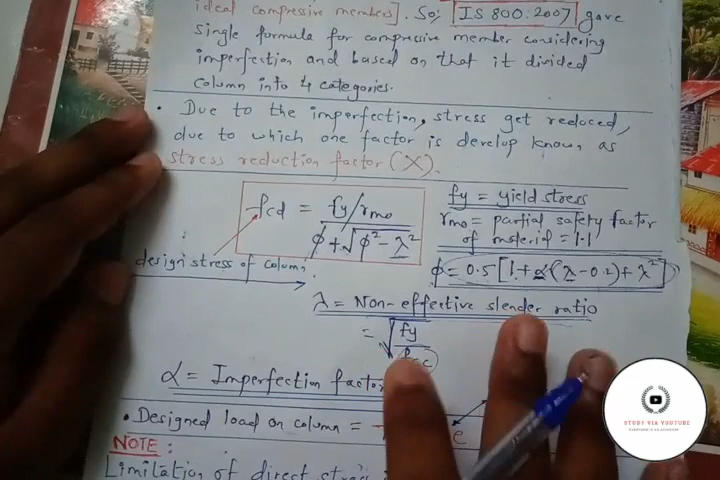 ideal compressive members]. So, IS 800:2007 gave
single formula for compressive member considering
imperfection and based on that it divided
column into 4 categories.
• Due to the imperfection, stress get reduced,
due to which one factor is develop known as
stress reduction factor (X).
fcd = fy/rmo / ϕ+√ϕ²-λ²
design stress of column.
fy = yield stress
rmo = partial safety factor
of material = 1.1
ϕ = 0.5[1+α(λ-0.2)+λ²]
λ = Non-effective slender ratio
= √fy/fcc
α = Imperfection factor
• Designed load on column =
NOTE:
Limitation of direct stress
STUDY VIA YOUTUBE